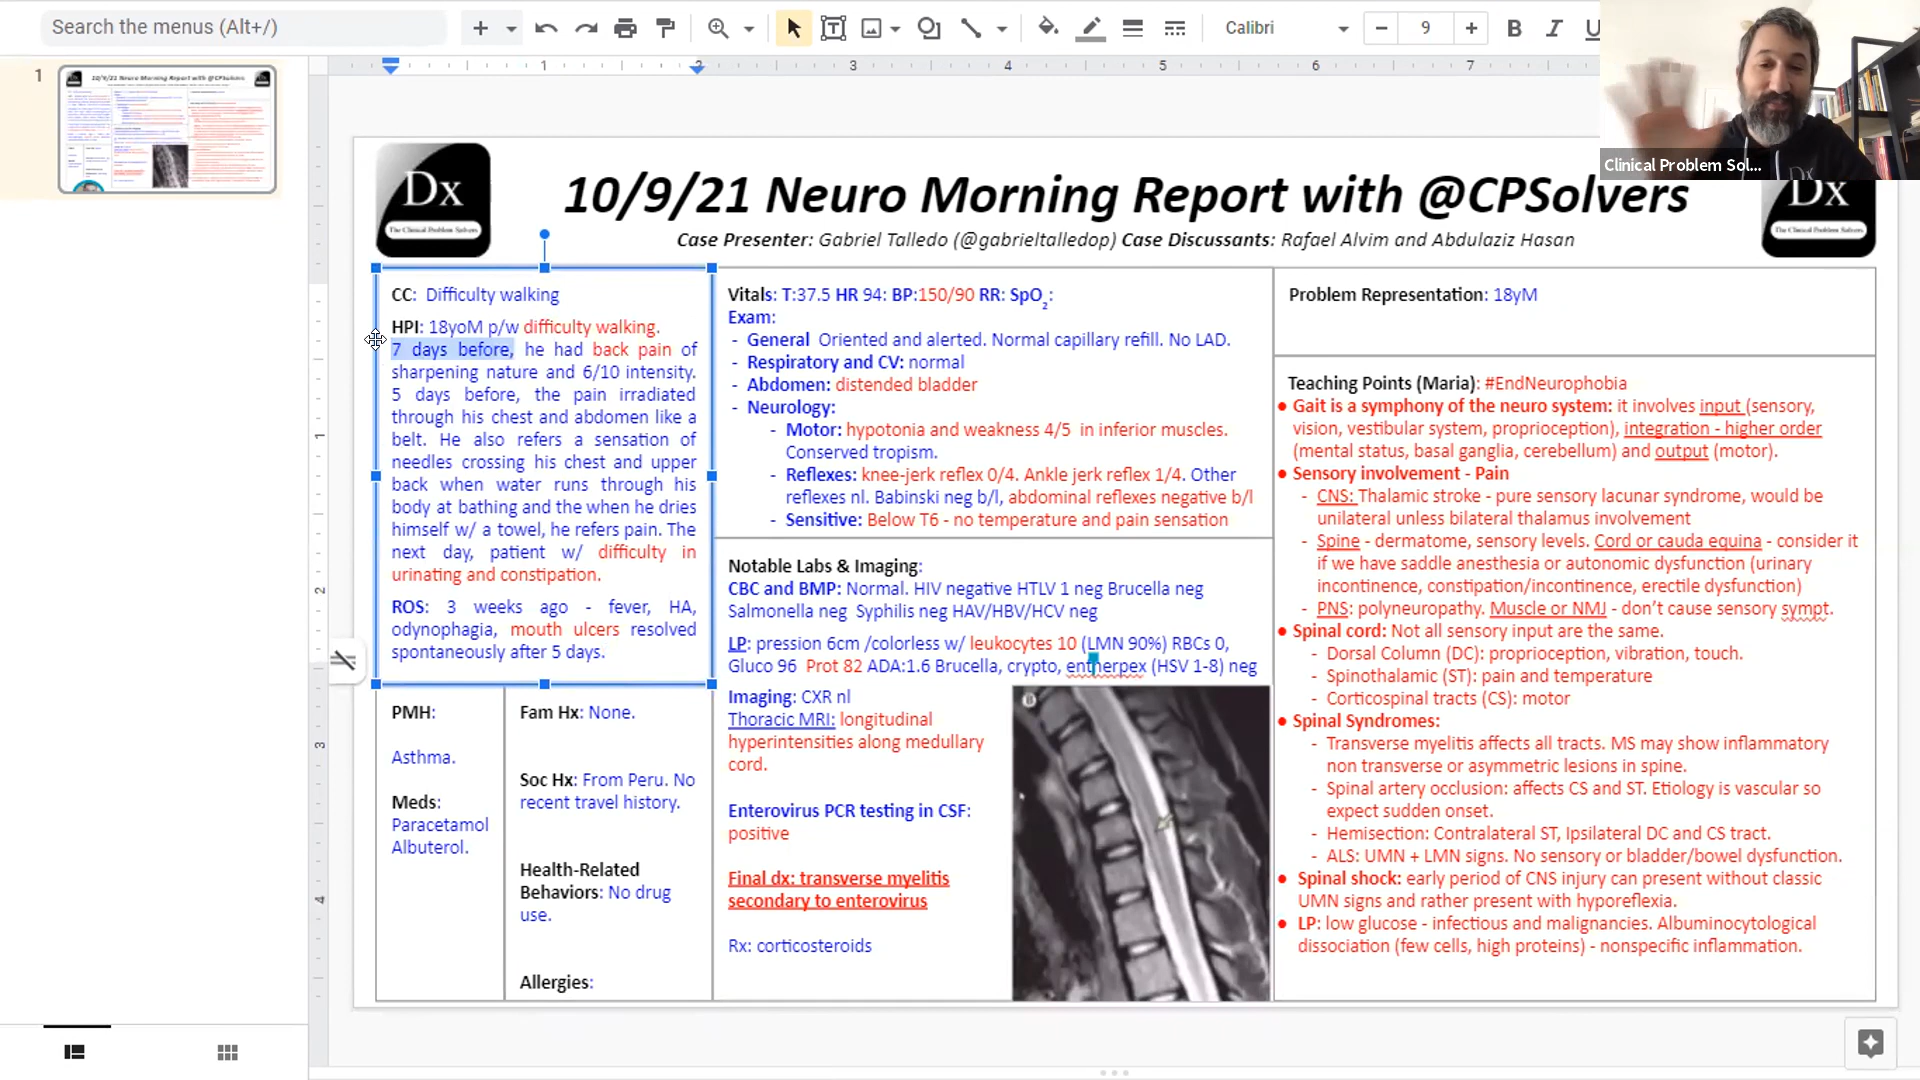 Search the menus (Alt+/)
Calibri
9
B
I
U
1
1
2
3
4
5
6
7
Clinical Problem Sol...
Dx
The Clinical Problem Solvers
10/9/21 Neuro Morning Report with @CPSolvers
Case Presenter: Gabriel Talledo (@gabrieltalledop) Case Discussants: Rafael Alvim and Abdulaziz Hasan
Dx
The Clinical Problem Solvers
CC: Difficulty walking
HPI: 18yoM p/w difficulty walking.
7 days before, he had back pain of
sharpening nature and 6/10 intensity.
5 days before, the pain irradiated
through his chest and abdomen like a
belt. He also refers a sensation of
needles crossing his chest and upper
back when water runs through his
body at bathing and the when he dries
himself w/ a towel, he refers pain. The
next day, patient w/ difficulty in
urinating and constipation.
ROS: 3 weeks ago - fever, HA,
odynophagia, mouth ulcers resolved
spontaneously after 5 days.
PMH:
Asthma.
Meds:
Paracetamol
Albuterol.
Fam Hx: None.
Soc Hx: From Peru. No
recent travel history.
Health-Related
Behaviors: No drug
use.
Allergies:
Vitals: T:37.5 HR 94: BP:150/90 RR: SpO2:
Exam:
- General Oriented and alerted. Normal capillary refill. No LAD.
- Respiratory and CV: normal
- Abdomen: distended bladder
- Neurology:
- Motor: hypotonia and weakness 4/5 in inferior muscles.
Conserved tropism.
- Reflexes: knee-jerk reflex 0/4. Ankle jerk reflex 1/4. Other
reflexes nl. Babinski neg b/l, abdominal reflexes negative b/l
- Sensitive: Below T6 - no temperature and pain sensation
Notable Labs & Imaging:
CBC and BMP: Normal. HIV negative HTLV 1 neg Brucella neg
Salmonella neg Syphilis neg HAV/HBV/HCV neg
LP: pression 6cm /colorless w/ leukocytes 10 (LMN 90%) RBCs 0,
Gluco 96 Prot 82 ADA:1.6 Brucella, crypto, entherpex (HSV 1-8) neg
Imaging: CXR nl
Thoracic MRI: longitudinal
hyperintensities along medullary
cord.
Enterovirus PCR testing in CSF:
positive
Final dx: transverse myelitis
secondary to enterovirus
Rx: corticosteroids
Problem Representation: 18yM
Teaching Points (Maria): #EndNeurophobia
● Gait is a symphony of the neuro system: it involves input (sensory,
vision, vestibular system, proprioception), integration - higher order
(mental status, basal ganglia, cerebellum) and output (motor).
● Sensory involvement - Pain
- CNS: Thalamic stroke - pure sensory lacunar syndrome, would be
unilateral unless bilateral thalamus involvement
- Spine - dermatome, sensory levels. Cord or cauda equina - consider it
if we have saddle anesthesia or autonomic dysfunction (urinary
incontinence, constipation/incontinence, erectile dysfunction)
- PNS: polyneuropathy. Muscle or NMJ - don't cause sensory sympt.
● Spinal cord: Not all sensory input are the same.
- Dorsal Column (DC): proprioception, vibration, touch.
- Spinothalamic (ST): pain and temperature
- Corticospinal tracts (CS): motor
● Spinal Syndromes:
- Transverse myelitis affects all tracts. MS may show inflammatory
non transverse or asymmetric lesions in spine.
- Spinal artery occlusion: affects CS and ST. Etiology is vascular so
expect sudden onset.
- Hemisection: Contralateral ST, Ipsilateral DC and CS tract.
- ALS: UMN + LMN signs. No sensory or bladder/bowel dysfunction.
● Spinal shock: early period of CNS injury can present without classic
UMN signs and rather present with hyporeflexia.
● LP: low glucose - infectious and malignancies. Albuminocytological
dissociation (few cells, high proteins) - nonspecific inflammation.
1
2
3
4